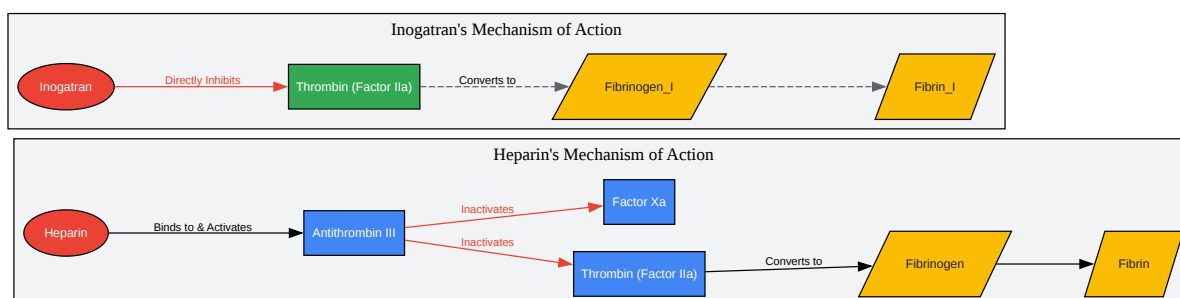 Inogatran's Mechanism of Action
Inogatran
Directly Inhibits
Thrombin (Factor IIa)
Converts to
Fibrinogen_I
Fibrin_I
Heparin's Mechanism of Action
Heparin
Binds to & Activates
Antithrombin III
Inactivates
Factor Xa
Inactivates
Thrombin (Factor IIa)
Converts to
Fibrinogen
Fibrin